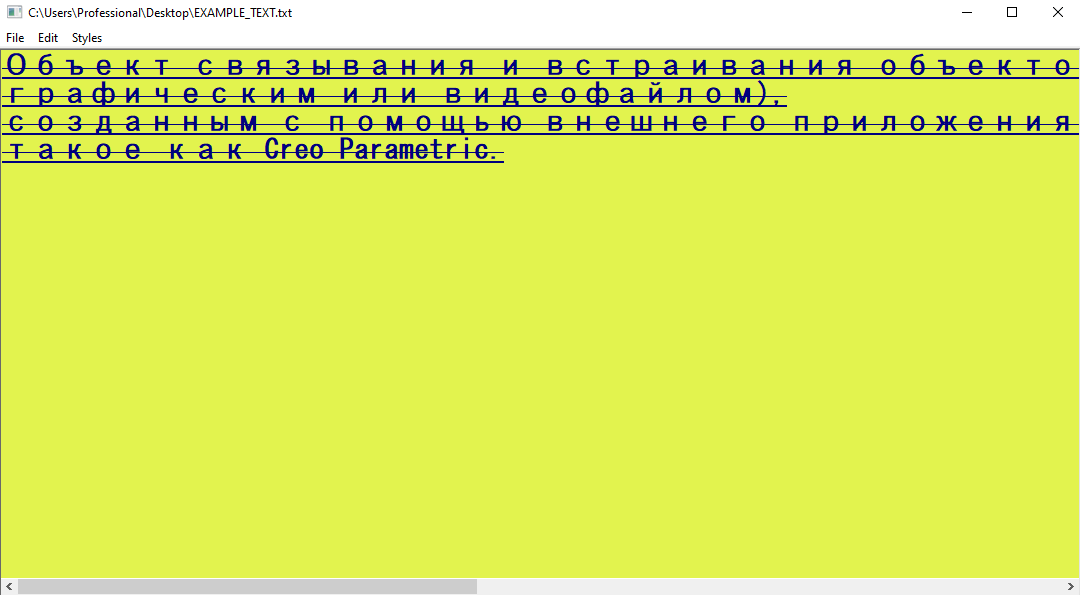 C:\Users\Professional\Desktop\EXAMPLE_TEXT.txt
File Edit Styles
Объект связывания и встраивания объекто
графическим или видеофайлом),
созданным с помощью внешнего приложения
такое как Creo Parametric.